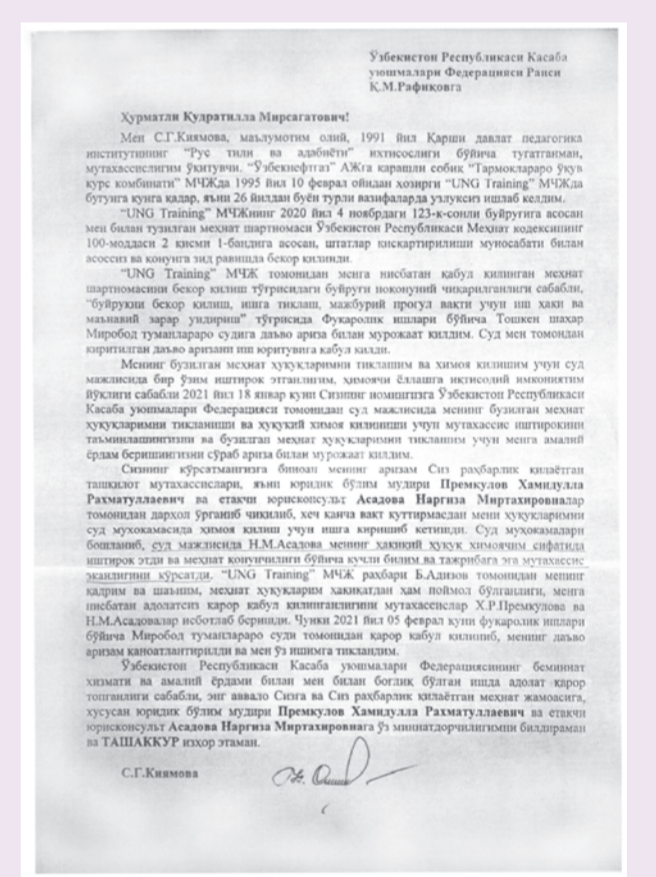 Ўзбекистон Республикаси Касаба
уюшмалари Федерацияси Раиси
Қ.М.Рафиқовга
Ҳурматли Қудратилла Мирсагатович!
Мен С.Г.Киямова, маълумотим олий, 1991 йил Қарши давлат педагогика
институтининг “Рус тили ва адабиёти” ихтисослиги бўйича тугатганман,
мутахассислигим ўқитувчи. “Ўзбекнефтгаз” АЖга қарашли собиқ “Тармоқлараро ўқув
курс комбинати” МЧЖда 1995 йил 10 феврал ойидан ҳозирги “UNG Training” МЧЖда
бугунга кунга қадар, яъни 26 йилдан буён турли вазифаларда узлуксиз ишлаб келдим.
“UNG Training” МЧЖнинг 2020 йил 4 ноябрдаги 123-к-сонли буйруғига асосан
мен билан тузилган меҳнат шартномаси Ўзбекистон Республикаси Меҳнат кодексининг
100-моддаси 2 қисми 1-бандига асосан, штатлар қисқартирилиши муносабати билан
асоссиз ва қонунга зид равишда бекор қилинди.
“UNG Training” МЧЖ томонидан менга нисбатан қабул қилинган меҳнат
шартномасини бекор қилиш тўғрисидаги буйруғи ноқонуний чиқарилганлиги сабабли,
“буйруқни бекор қилиш, ишга тиклаш, мажбурий прогул вақти учун иш ҳақи ва
маънавий зарар ундириш” тўғрисида Фуқаролик ишлари бўйича Тошкен шаҳар
Миробод туманлараро судига даъво ариза билан мурожаат қилдим. Суд мен томондан
киритилган даъво аризани иш юритувига қабул қилди.
Менинг бузилган меҳнат ҳуқуқларимни тиклашим ва ҳимоя қилишим учун суд
мажлисида бир ўзим иштирок этганлигим, ҳимоячи ёллашга иқтисодий имкониятим
йўқлиги сабабли 2021 йил 18 январ куни Сизнинг номингизга Ўзбекистон Республикаси
Касаба уюшмалари Федерацияси томонидан суд мажлисида менинг бузилган меҳнат
ҳуқуқларимни тикланиши ва ҳуқуқий ҳимоя қилиниши учун мутахассис иштирокини
таъминлашингизни ва бузилган меҳнат ҳуқуқларимни тиклашим учун менга амалий
ёрдам беришингизни сўраб ариза билан мурожаат қилдим.
Сизнинг кўрсатмангизга биноан менинг аризам Сиз раҳбарлик қилаётган
ташкилот мутахассислари, яъни юридик бўлим мудири Премкулов Хамидулла
Рахматуллаевич ва етакчи юрисконсульт Асадова Наргиза Миртахировналар
томонидан дарҳол ўрганиб чиқилиб, ҳеч қанча вақт куттирмасдан мени ҳуқуқларимни
суд муҳокамасида ҳимоя қилиш учун ишга киришиб кетишди. Суд муҳокамалари
бошланиб, суд мажлисида Н.М.Асадова менинг ҳақиқий ҳуқуқ ҳимоячим сифатида
иштирок этди ва меҳнат қонунчилиги бўйича кучли билим ва тажрибага эга мутахассис
эканлигини кўрсатди. “UNG Training” МЧЖ раҳбари Б.Адизов томонидан менинг
қадрим ва шаъним, меҳнат ҳуқуқларим ҳақиқатдан ҳам поймол бўлганлиги, менга
нисбатан адолатсиз қарор қабул қилинганлигини мутахассислар Х.Р.Премкулова ва
Н.М.Асадовалар исботлаб беришди. Чунки 2021 йил 05 феврал куни фуқаролик ишлари
бўйича Миробод туманлараро суди томонидан қарор қабул қилиниб, менинг даъво
аризам қаноатлантирилди ва мен ўз ишимга тикландим.
Ўзбекистон Республикаси Касаба уюшмалари Федерациясининг беминнат
хизмати ва амалий ёрдами билан мен билан боғлиқ бўлган ишда адолат қарор
топганлиги сабабли, энг аввало Сизга ва Сиз раҳбарлик қилаётган меҳнат жамоасига,
хусусан юридик бўлим мудири Премкулов Хамидулла Рахматуллаевич ва етакчи
юрисконсульт Асадова Наргиза Миртахировнага ўз миннатдорчилигимни билдираман
ва ТАШАККУР изҳор этаман.
С.Г.Киямова